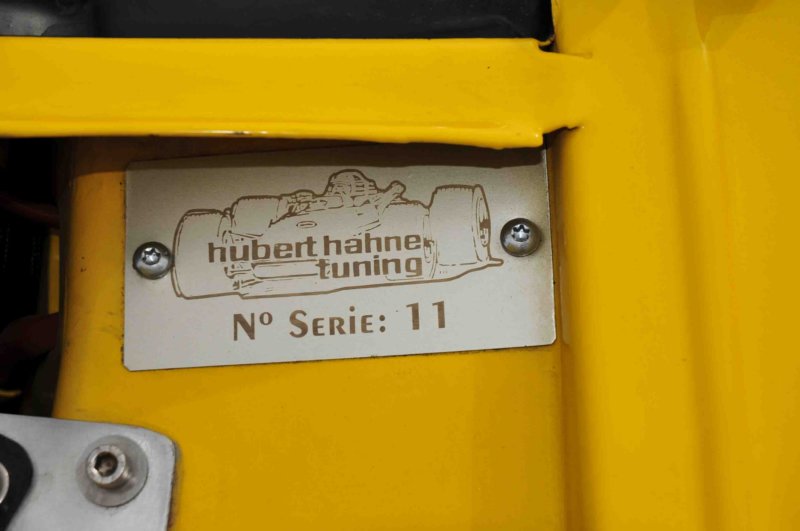 hubert hahne
tuning
Nº SERiE: 11